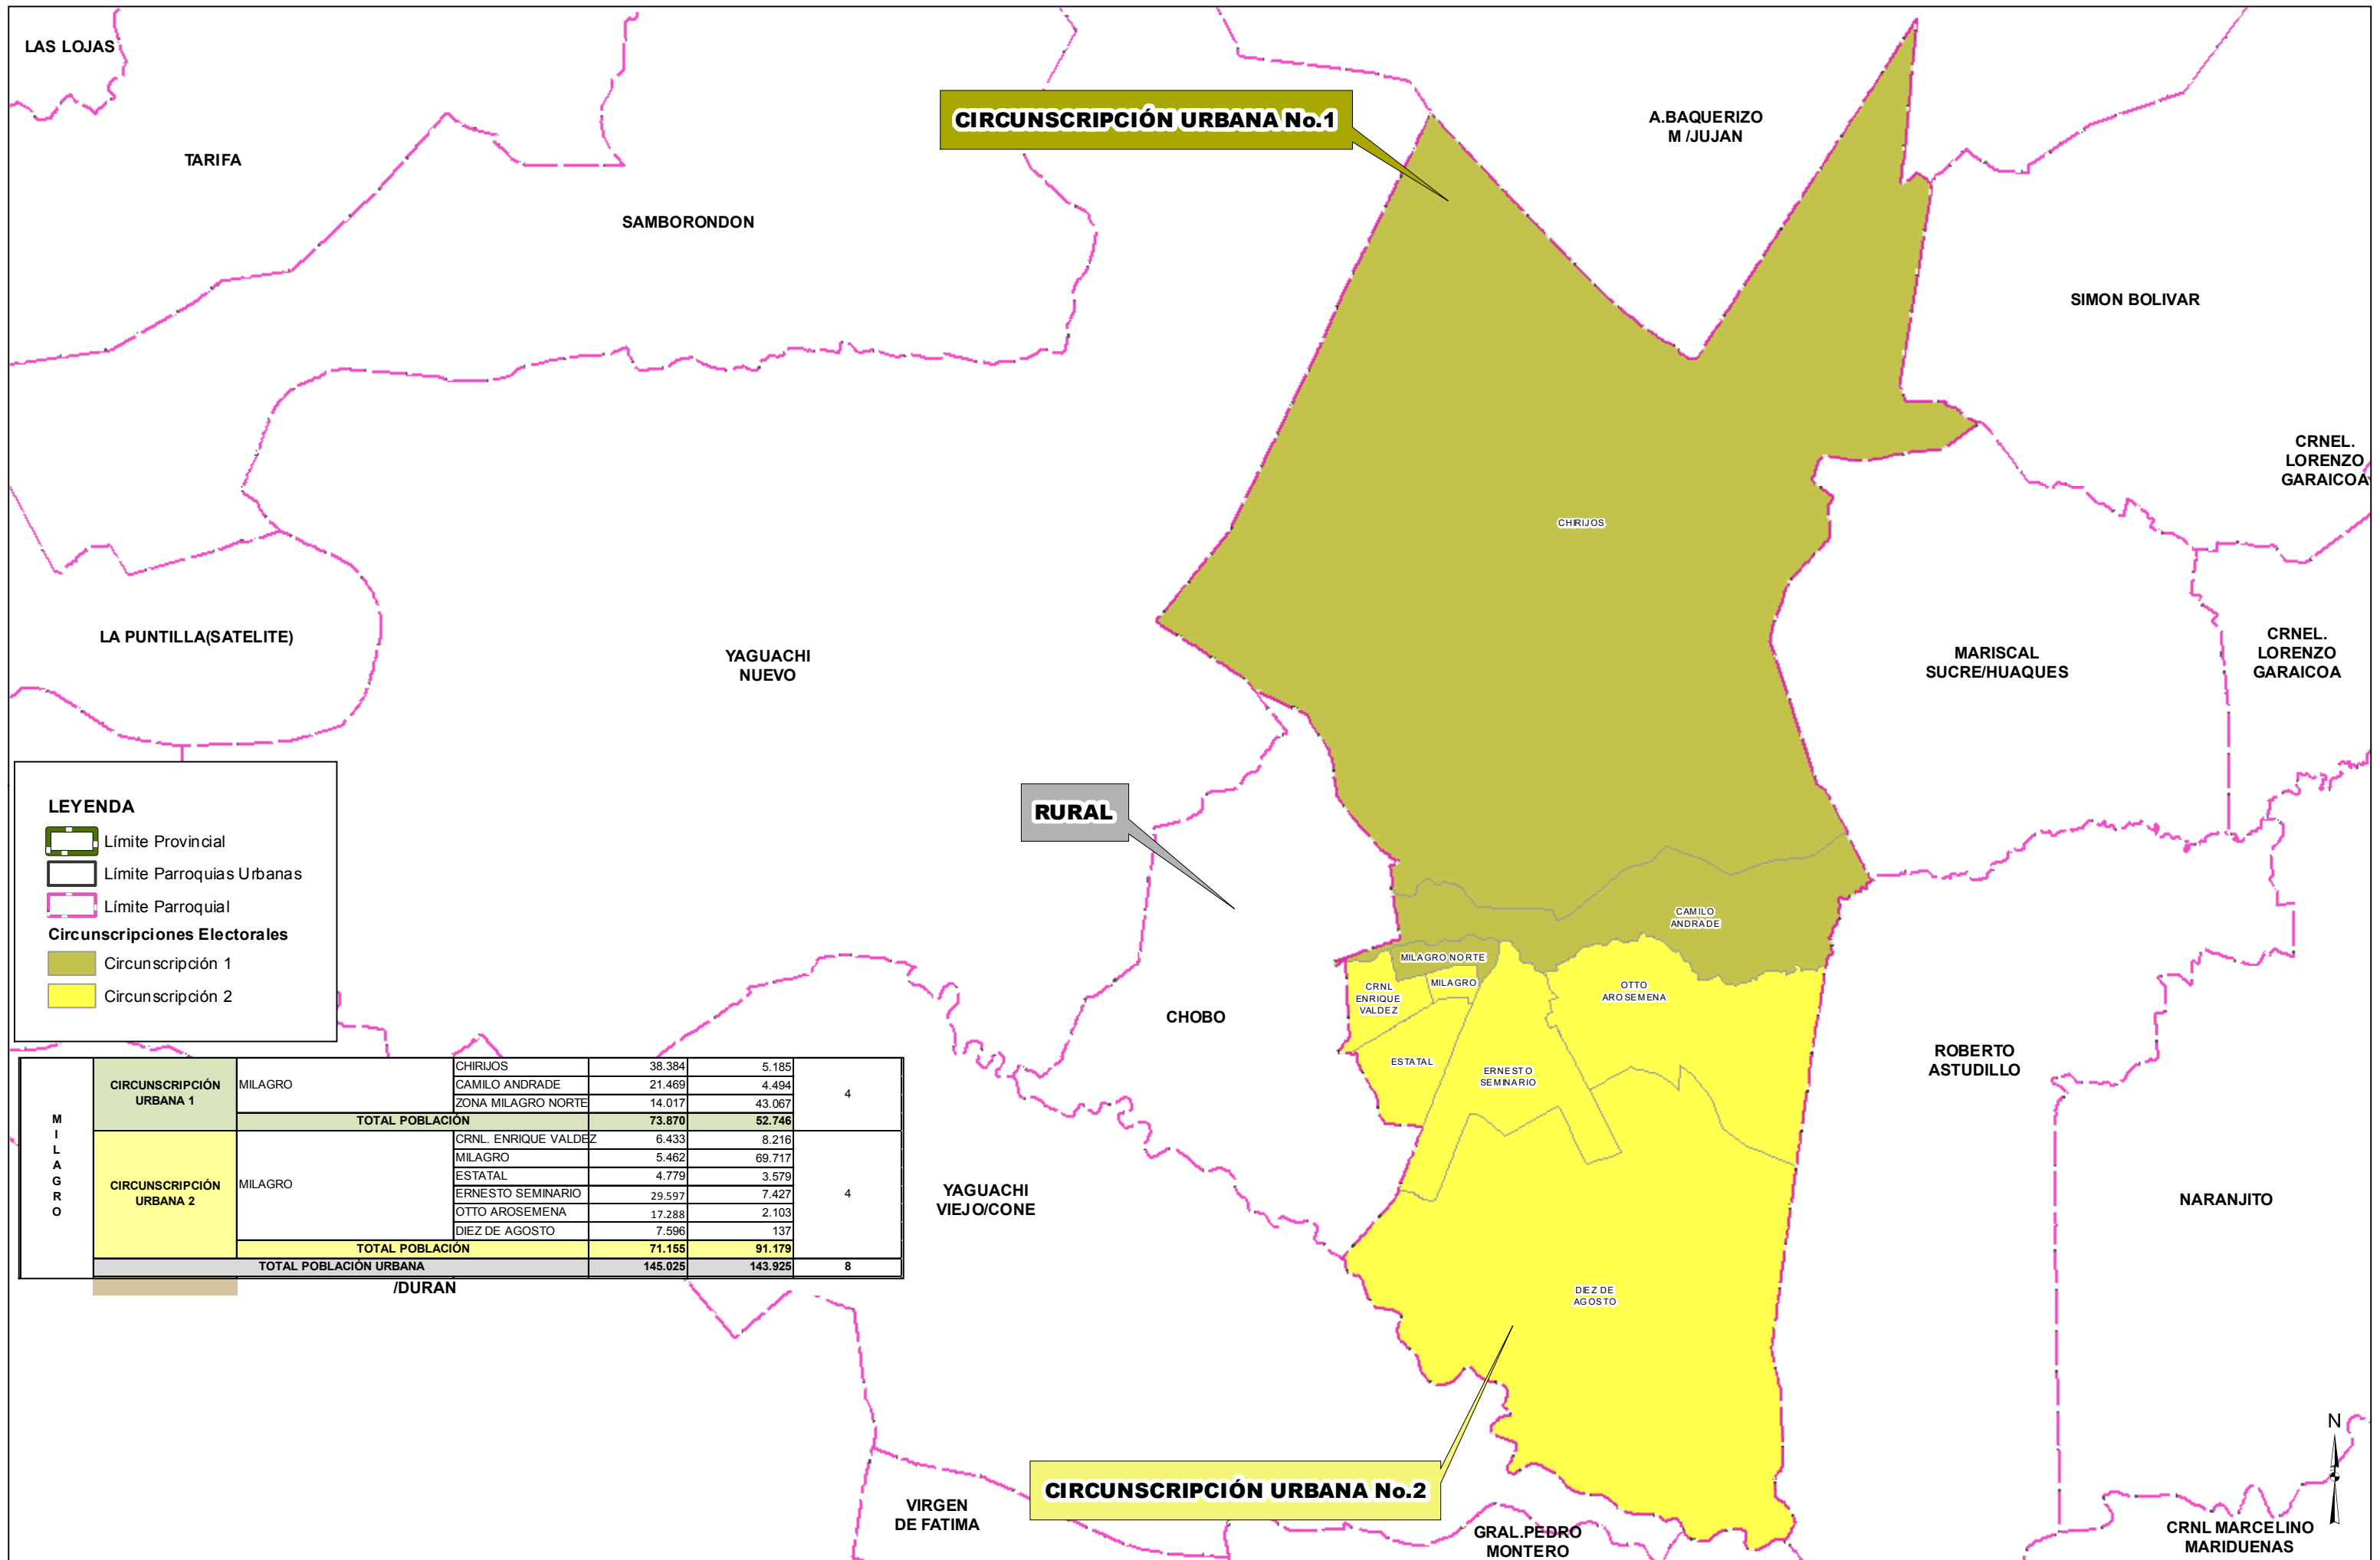 LAS LOJAS
TARIFA
SAMBORONDON
CIRCUNSCRIPCIÓN URBANA No.1
A.BAQUERIZO
M /JUJAN
SIMON BOLIVAR
CRNEL.
LORENZO
GARAICOA
CHIRIJOS
LA PUNTILLA(SATELITE)
YAGUACHI
NUEVO
MARISCAL
SUCRE/HUAQUES
CRNEL.
LORENZO
GARAICOA
RURAL
LEYENDA
Límite Provincial
Límite Parroquias Urbanas
Límite Parroquial
Circunscripciones Electorales
Circunscripción 1
Circunscripción 2
CAMILO
ANDRADE
MILAGRO NORTE
MILAGRO
CRNL
ENRIQUE
VALDEZ
OTTO
AROSEMENA
CHOBO
ESTATAL
ERNESTO
SEMINARIO
ROBERTO
ASTUDILLO
MILAGRO
CIRCUNSCRIPCIÓN URBANA 1 MILAGRO 4
CHIRIJOS 38.384 5.185
CAMILO ANDRADE 21.469 4.494
ZONA MILAGRO NORTE 14.017 43.067
TOTAL POBLACIÓN 73.870 52.746
CIRCUNSCRIPCIÓN URBANA 2 MILAGRO 4
CRNL. ENRIQUE VALDEZ 6.433 8.216
MILAGRO 5.462 69.717
ESTATAL 4.779 3.579
ERNESTO SEMINARIO 29.597 7.427
OTTO AROSEMENA 17.288 2.103
DIEZ DE AGOSTO 7.596 137
TOTAL POBLACIÓN 71.155 91.179
TOTAL POBLACIÓN URBANA 145.025 143.925 8
/DURAN
YAGUACHI
VIEJO/CONE
NARANJITO
DIEZ DE
AGOSTO
N
CIRCUNSCRIPCIÓN URBANA No.2
VIRGEN
DE FATIMA
GRAL.PEDRO
MONTERO
CRNL MARCELINO
MARIDUENAS